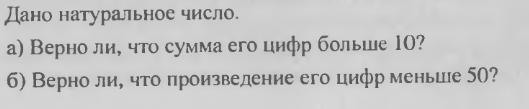 Дано натуральное число.
а) Верно ли, что сумма его цифр больше 10?
б) Верно ли, что произведение его цифр меньше 50?